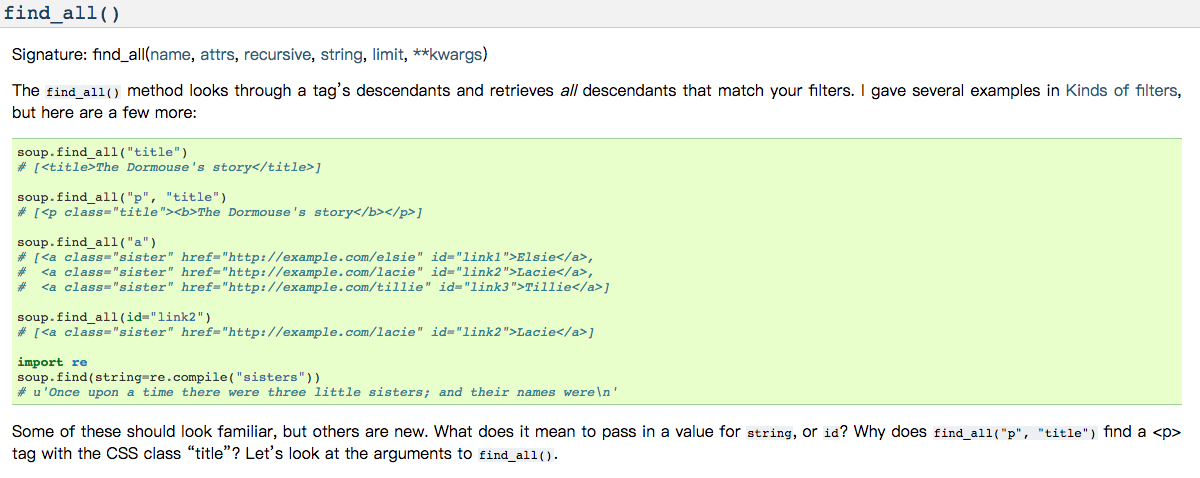 find_all()
Signature: find_all(name, attrs, recursive, string, limit, **kwargs)
The find_all() method looks through a tag’s descendants and retrieves all descendants that match your filters. I gave several examples in Kinds of filters,
but here are a few more:
soup.find_all("title")
# [<title>The Dormouse's story</title>]
soup.find_all("p", "title")
# [<p class="title"><b>The Dormouse's story</b></p>]
soup.find_all("a")
# [<a class="sister" href="http://example.com/elsie" id="link1">Elsie</a>,
#  <a class="sister" href="http://example.com/lacie" id="link2">Lacie</a>,
#  <a class="sister" href="http://example.com/tillie" id="link3">Tillie</a>]
soup.find_all(id="link2")
# [<a class="sister" href="http://example.com/lacie" id="link2">Lacie</a>]
import re
soup.find(string=re.compile("sisters"))
# u'Once upon a time there were three little sisters; and their names were\n'
Some of these should look familiar, but others are new. What does it mean to pass in a value for string, or id? Why does find_all("p", "title") find a <p>
tag with the CSS class “title”? Let’s look at the arguments to find_all().